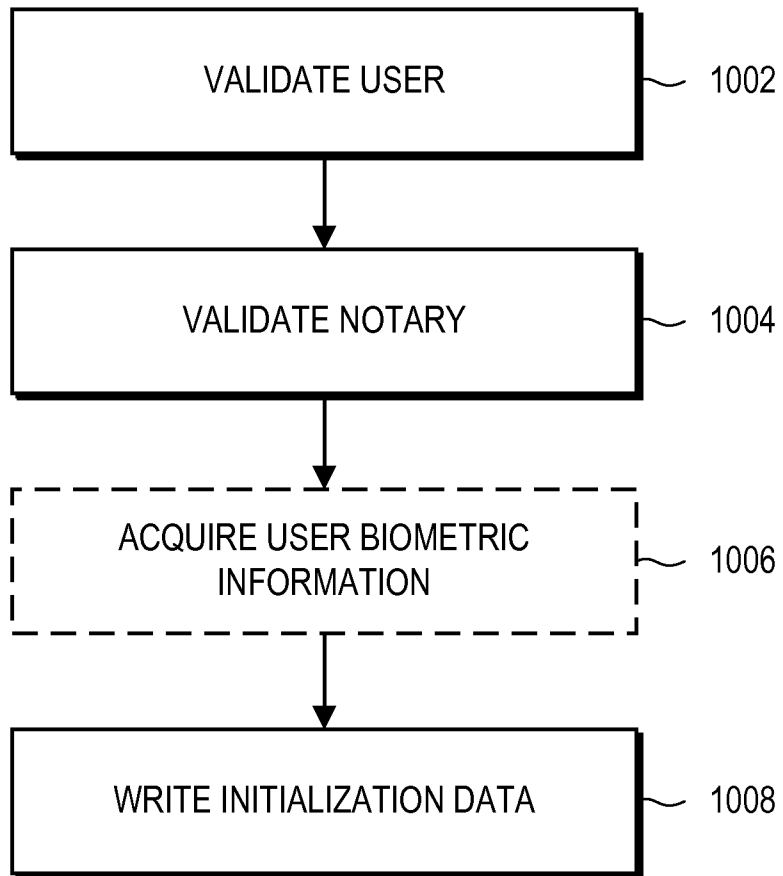 VALIDATE USER
1002
VALIDATE NOTARY
1004
ACQUIRE USER BIOMETRIC
INFORMATION
1006
WRITE INITIALIZATION DATA
1008